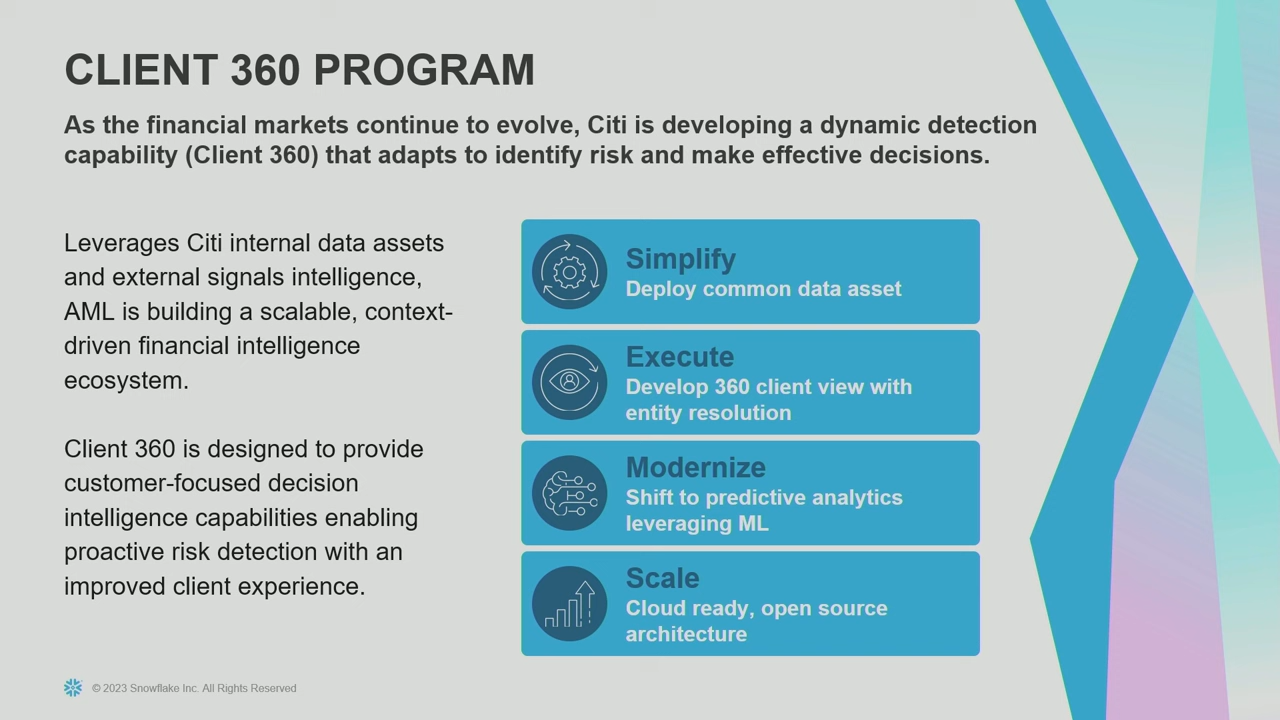 CLIENT 360 PROGRAM
As the financial markets continue to evolve, Citi is developing a dynamic detection
capability (Client 360) that adapts to identify risk and make effective decisions.
Leverages Citi internal data assets
and external signals intelligence,
AML is building a scalable, context-
driven financial intelligence
ecosystem.
Client 360 is designed to provide
customer-focused decision
intelligence capabilities enabling
proactive risk detection with an
improved client experience.
Simplify
Deploy common data asset
Execute
Develop 360 client view with
entity resolution
Modernize
Shift to predictive analytics
leveraging ML
Scale
Cloud ready, open source
architecture
© 2023 Snowflake Inc. All Rights Reserved